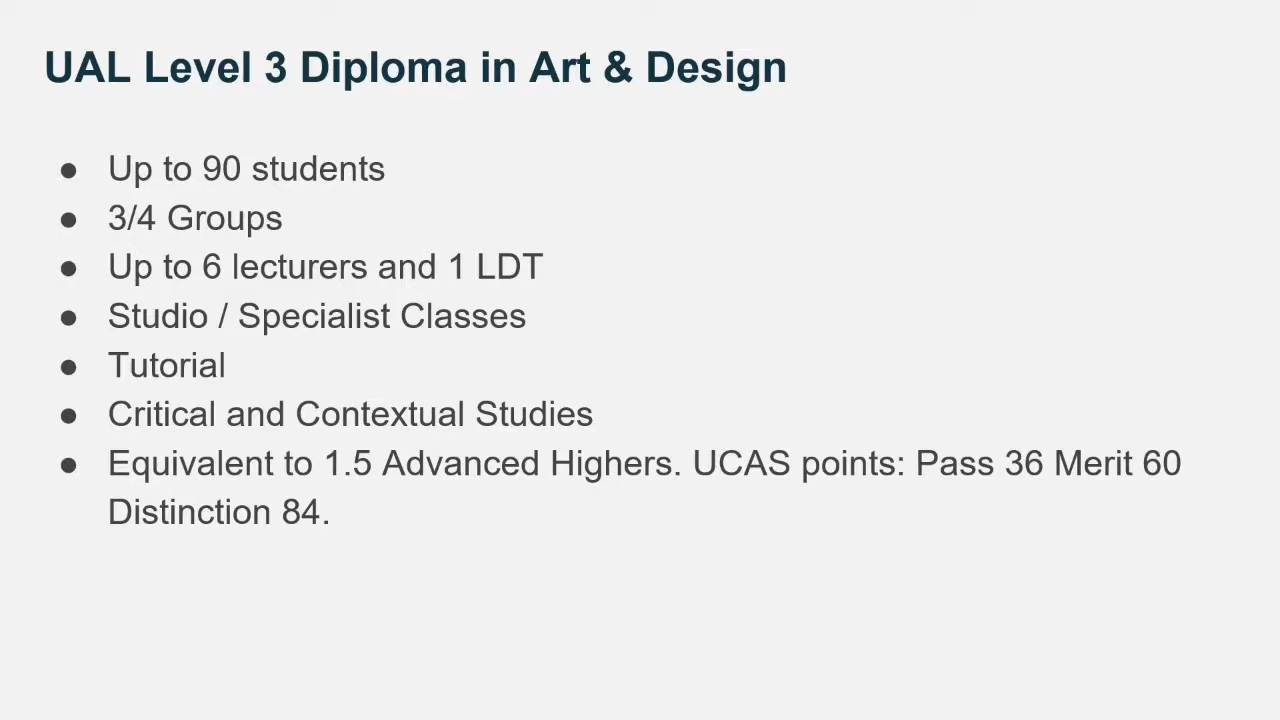 UAL Level 3 Diploma in Art & Design
● Up to 90 students
● 3/4 Groups
● Up to 6 lecturers and 1 LDT
● Studio / Specialist Classes
● Tutorial
● Critical and Contextual Studies
● Equivalent to 1.5 Advanced Highers. UCAS points: Pass 36 Merit 60
Distinction 84.